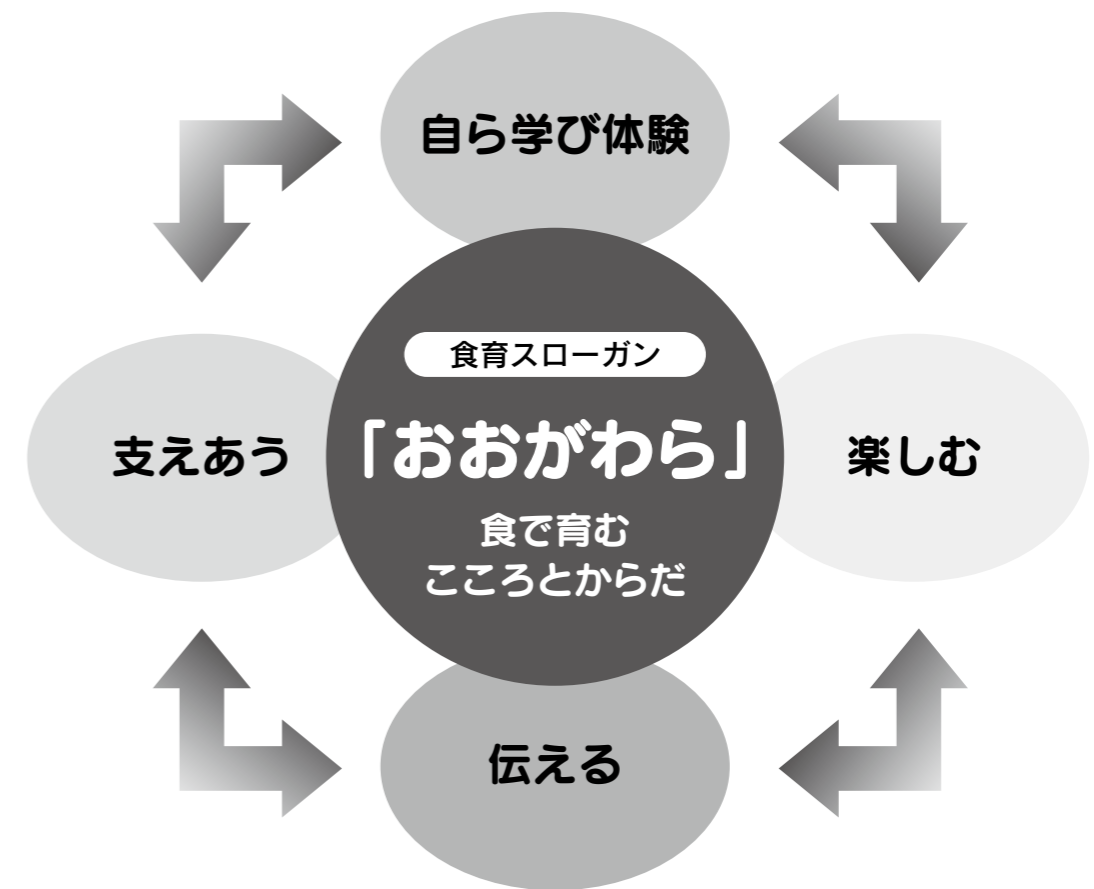 自ら学び体験
食育スローガン
支えあう
「おおがわら」
楽しむ
食で育む
こころとからだ
伝える